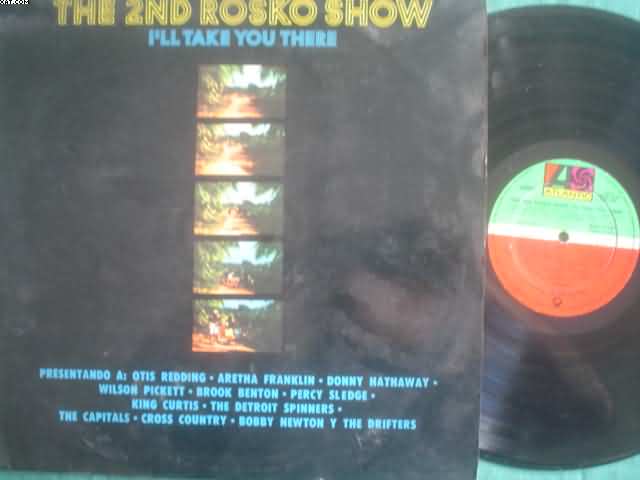 THE 2ND ROSKO SHOW
I'LL TAKE YOU THERE
PRESENTANDO A: OTIS REDDING · ARETHA FRANKLIN · DONNY HATHAWAY ·
WILSON PICKETT · BROOK BENTON · PERCY SLEDGE ·
KING CURTIS · THE DETROIT SPINNERS ·
THE CAPITALS · CROSS COUNTRY · BOBBY NEWTON Y THE DRIFTERS
ATLANTIC